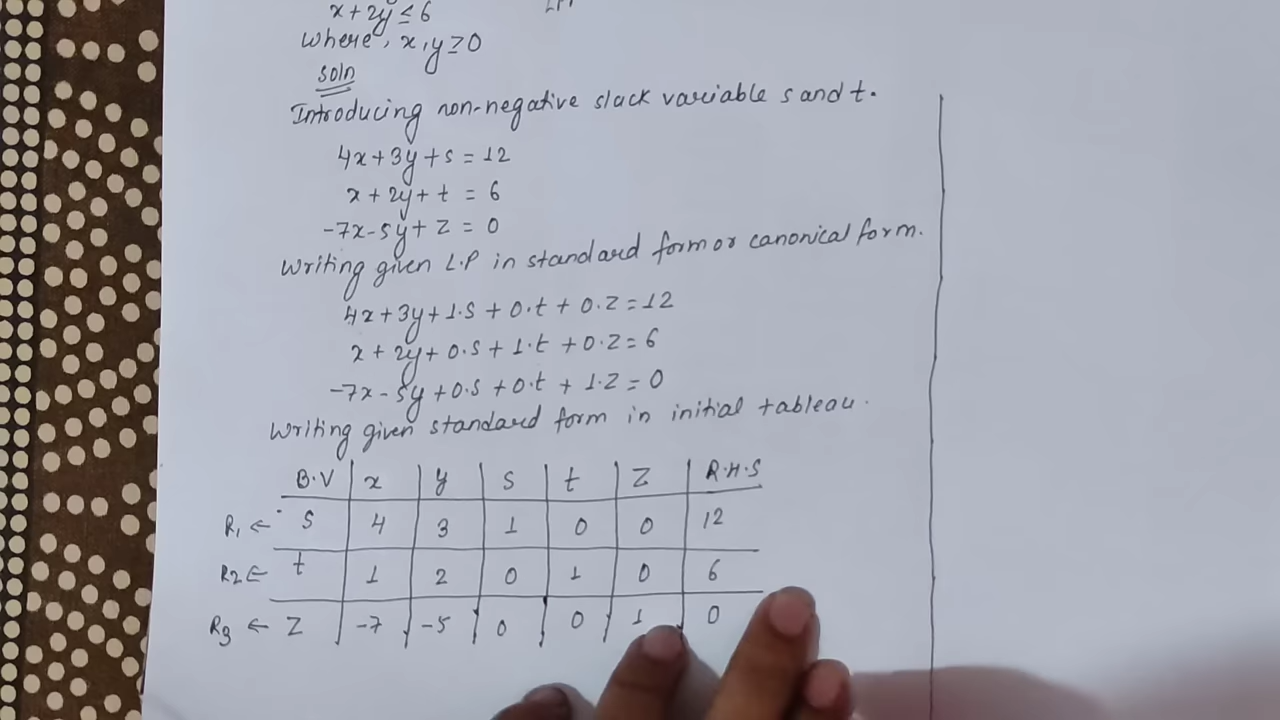 x + 2y ≤ 6
Where, x, y ≥ 0
soln
Introducing non-negative slack variable s and t.
4x + 3y + s = 12
x + 2y + t = 6
-7x - 5y + Z = 0
Writing given L.P in standard form or canonical form.
4x + 3y + 1.s + 0.t + 0.Z = 12
x + 2y + 0.s + 1.t + 0.Z = 6
-7x - 5y + 0.s + 0.t + 1.Z = 0
Writing given standard form in initial tableau.
B.V x y s t Z R.H.S
R1 ← s 4 3 1 0 0 12
R2 ← t 1 2 0 1 0 6
R3 ← Z -7 -5 0 0 1 0